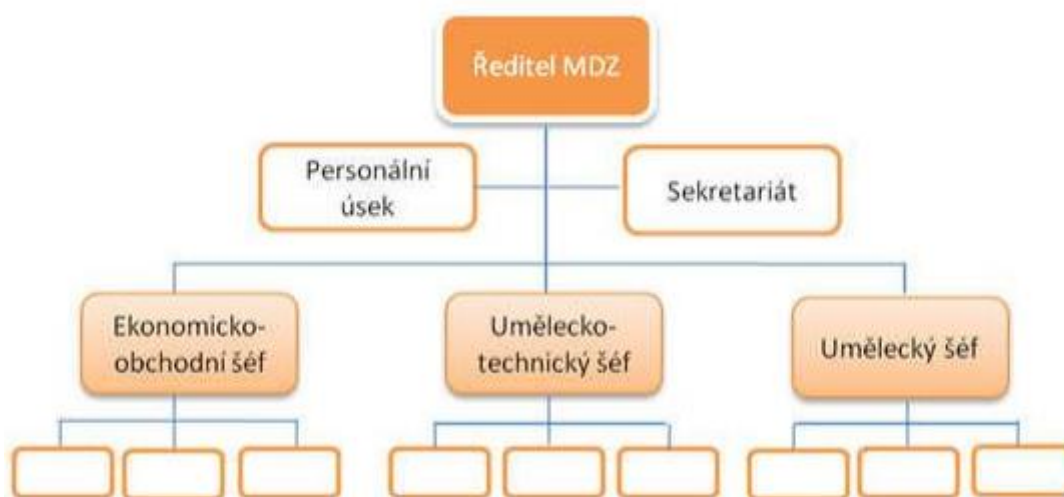 Ředitel MDZ
Personální
úsek
Sekretariát
Ekonomicko-
obchodní šéf
Umělecko-
technický šéf
Umělecký šéf